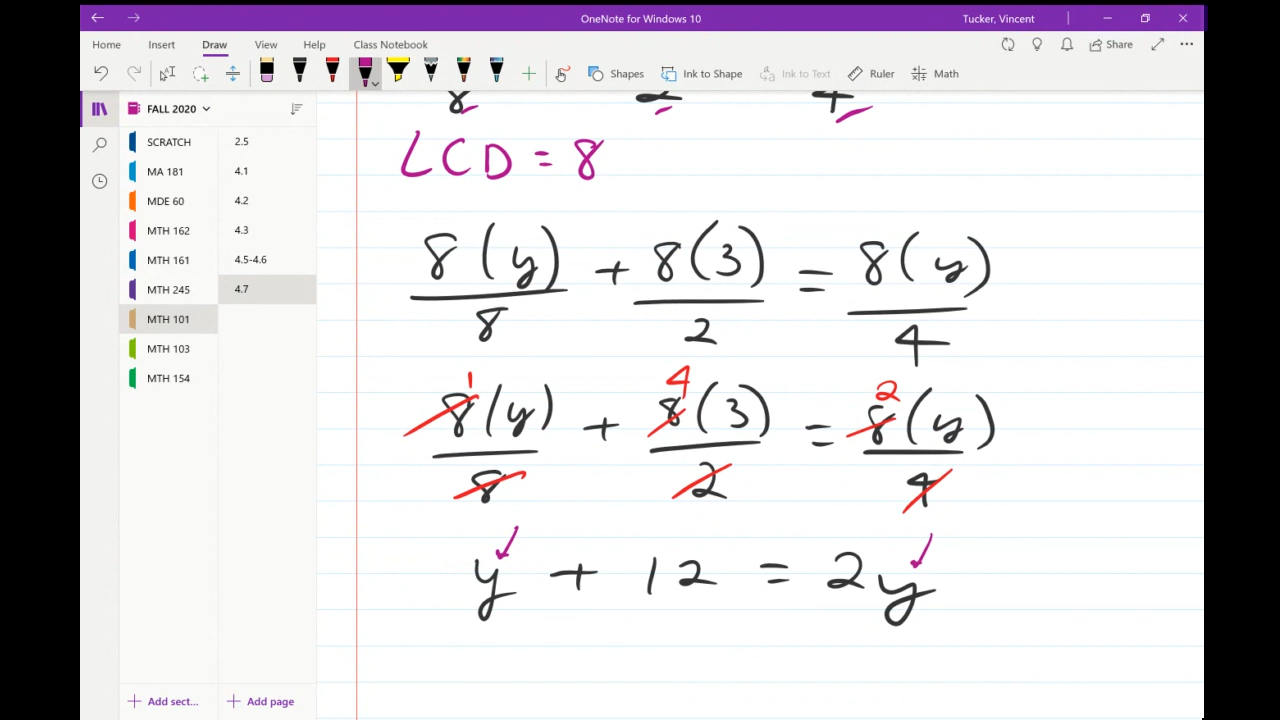 OneNote for Windows 10
Tucker, Vincent
Home Insert Draw View Help Class Notebook
Share
Shapes Ink to Shape Ink to Text Ruler Math
FALL 2020
SCRATCH
MA 181
MDE 60
MTH 162
MTH 161
MTH 245
MTH 101
MTH 103
MTH 154
Add sect...
2.5
4.1
4.2
4.3
4.5-4.6
4.7
Add page
8 2 4
LCD = 8
8(y) + 8(3) = 8(y)
8 2 4
1 4 2
8(y) + 8(3) = 8(y)
8 2 4
y + 12 = 2y